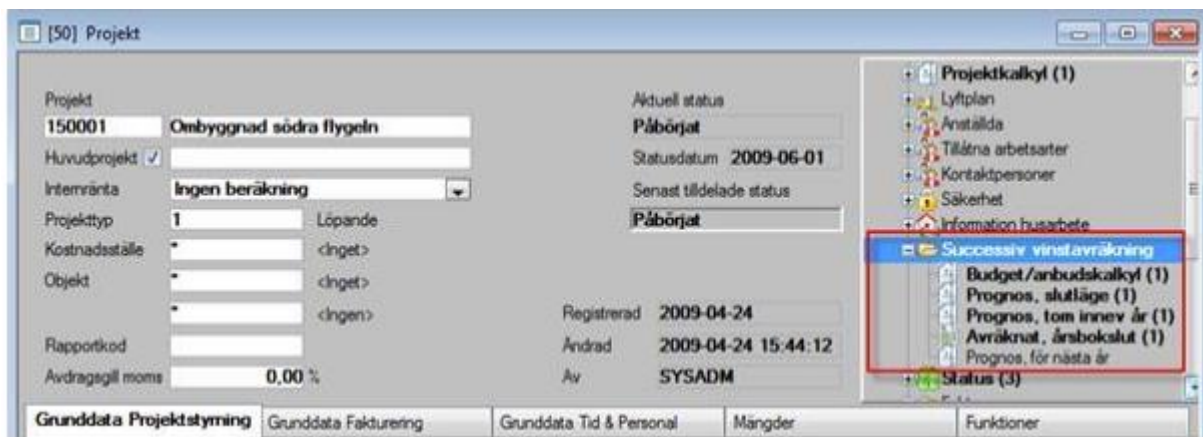 [50] Projekt
Projekt
150001 Ombyggnad södra flygeln
Huvudprojekt
Internränta Ingen beräkning
Projekttyp 1 Löpande
Kostnadsställe * <Inget>
Objekt * <Inget>
* <Ingen>
Rapportkod
Avdragsgill moms 0,00 %
Aktuell status
Påbörjat
Statusdatum 2009-06-01
Senast tilldelade status
Påbörjat
Registrerad 2009-04-24
Ändrad 2009-04-24 15:44:12
Av SYSADM
Projektkalkyl (1)
Lyftplan
Anställda
Tillåtna arbetsarter
Kontaktpersoner
Säkerhet
Information husarbete
Successiv vinstavräkning
Budget/anbudskalkyl (1)
Prognos, slutläge (1)
Prognos, tom innev år (1)
Avräknat, årsbokslut (1)
Prognos, för nästa år
Status (3)
Grunddata Projektstyrning Grunddata Fakturering Grunddata Tid & Personal Mängder Funktioner